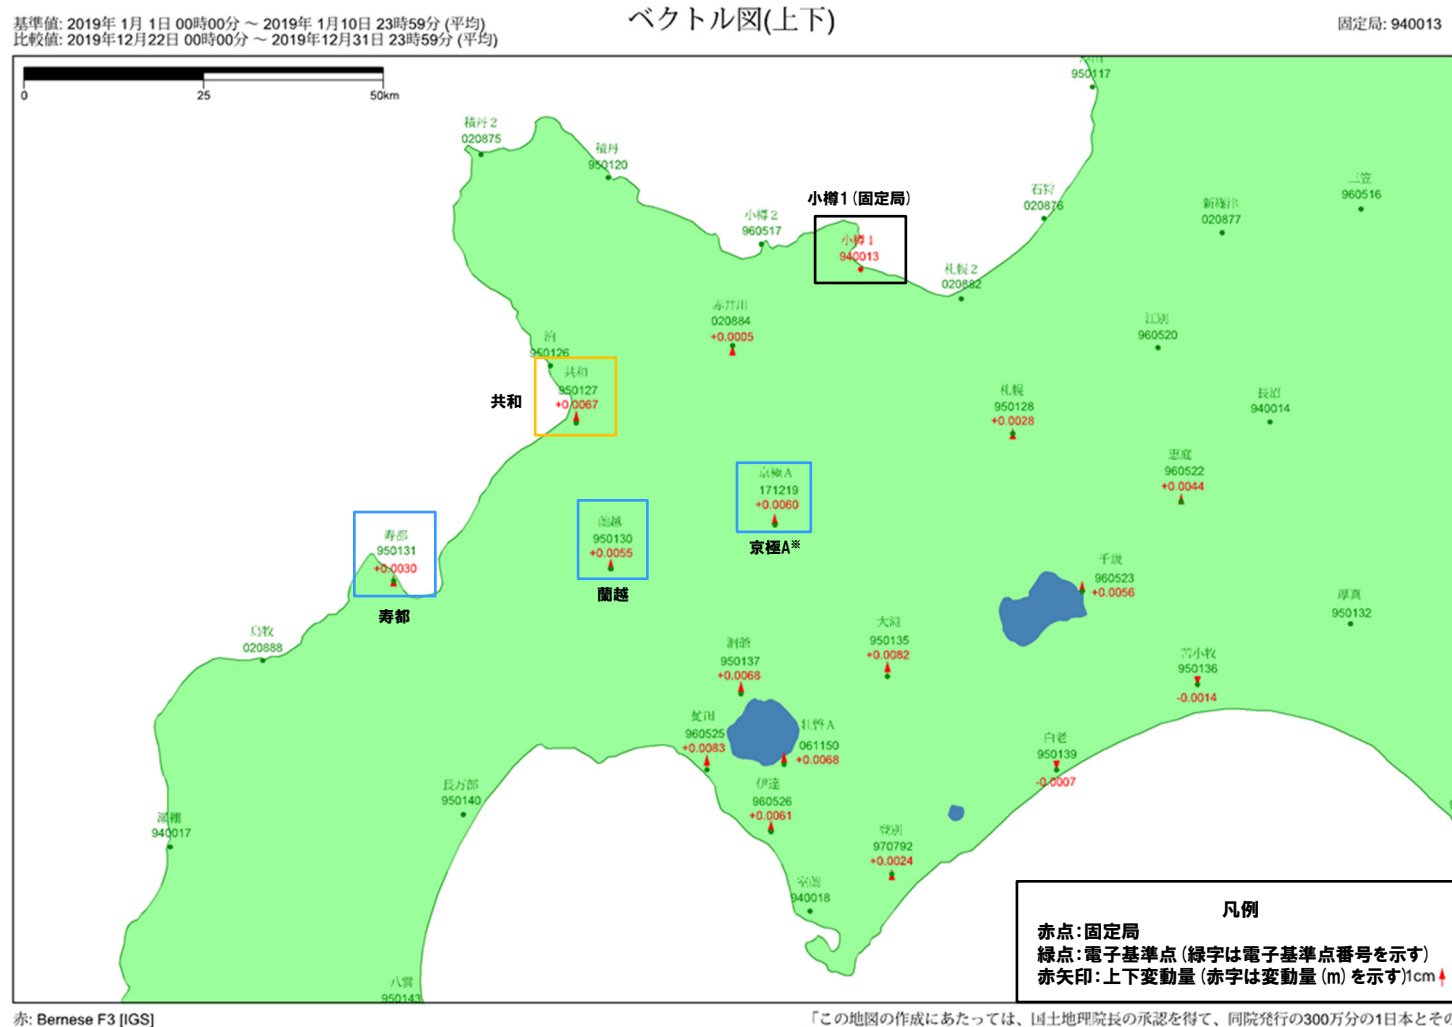 ベクトル図(上下)
基準値: 2019年 1月 1日 00時00分 ～ 2019年 1月10日 23時59分 (平均)
比較値: 2019年12月22日 00時00分 ～ 2019年12月31日 23時59分 (平均)
固定局: 940013
0 25 50km
950117
積丹２
020875
積丹
950120
小樽２
960517
小樽1（固定局）
小樽１
940013
石狩
020876
新篠津
020877
三笠
960516
札幌２
020882
赤井川
020884
+0.0005
江別
960520
泊
950126
共和
950127
+0.0067
共和
札幌
950128
+0.0028
長沼
940014
恵庭
960522
+0.0044
京極Ａ
171219
+0.0060
京極A※
蘭越
950130
+0.0055
蘭越
寿都
950131
+0.0030
寿都
千歳
960523
+0.0056
厚真
950132
島牧
020888
大滝
950135
+0.0082
洞爺
950137
+0.0068
苫小牧
950136
-0.0014
虻田
960525
+0.0083
壮瞥Ａ
061150
+0.0068
白老
950139
-0.0007
伊達
960526
+0.0061
長万部
950140
940017
登別
970792
+0.0024
室蘭
940018
八雲
950143
凡例
赤点：固定局
緑点：電子基準点（緑字は電子基準点番号を示す）
赤矢印：上下変動量（赤字は変動量(m)を示す）1cm
赤: Bernese F3 [IGS]
「この地図の作成にあたっては、国土地理院長の承認を得て、同院発行の300万分の1日本とその